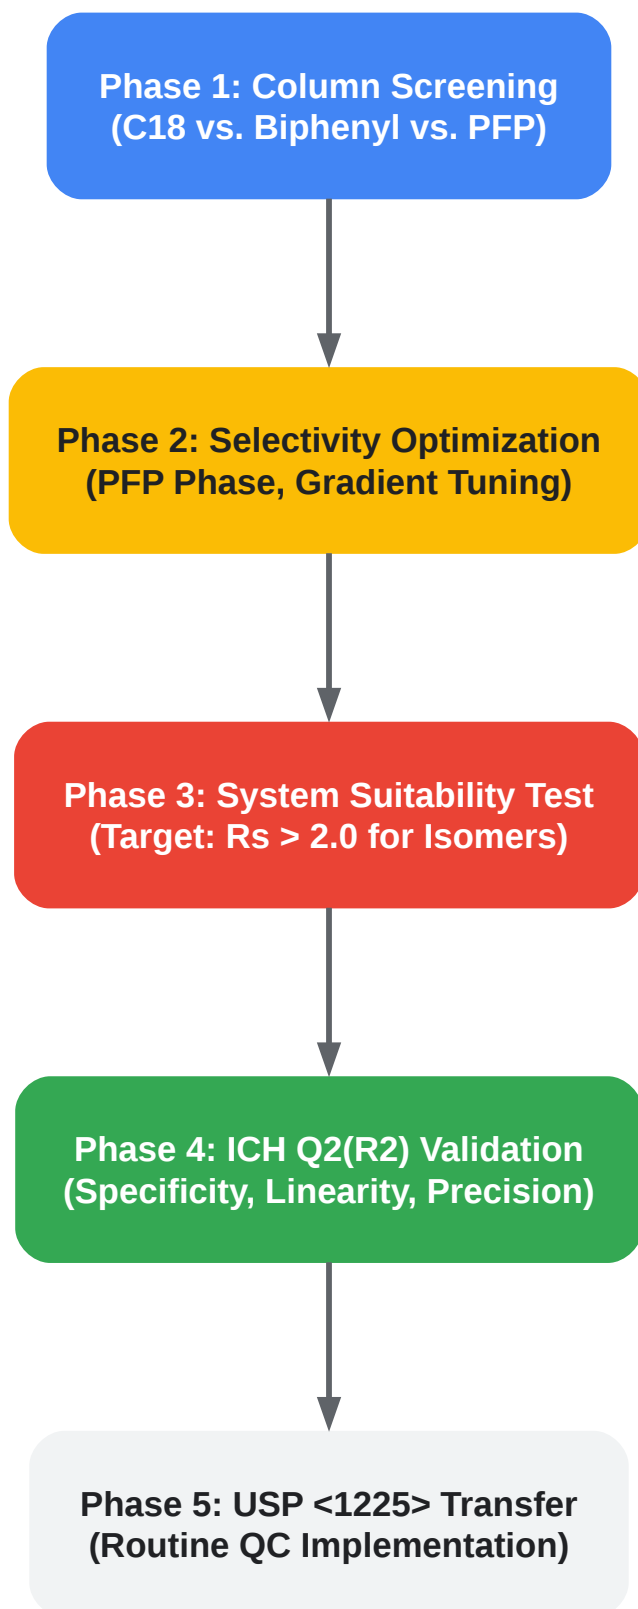 Phase 1: Column Screening
(C18 vs. Biphenyl vs. PFP)
Phase 2: Selectivity Optimization
(PFP Phase, Gradient Tuning)
Phase 3: System Suitability Test
(Target: Rs > 2.0 for Isomers)
Phase 4: ICH Q2(R2) Validation
(Specificity, Linearity, Precision)
Phase 5: USP <1225> Transfer
(Routine QC Implementation)